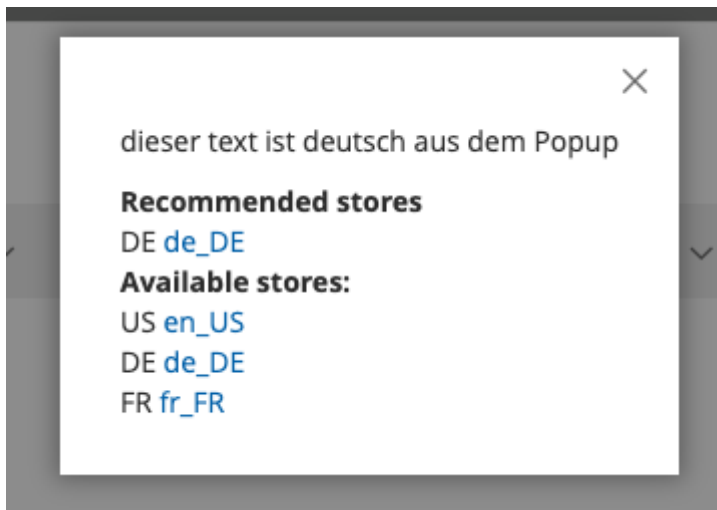 dieser text ist deutsch aus dem Popup
Recommended stores
DE de_DE
Available stores:
US en_US
DE de_DE
FR fr_FR